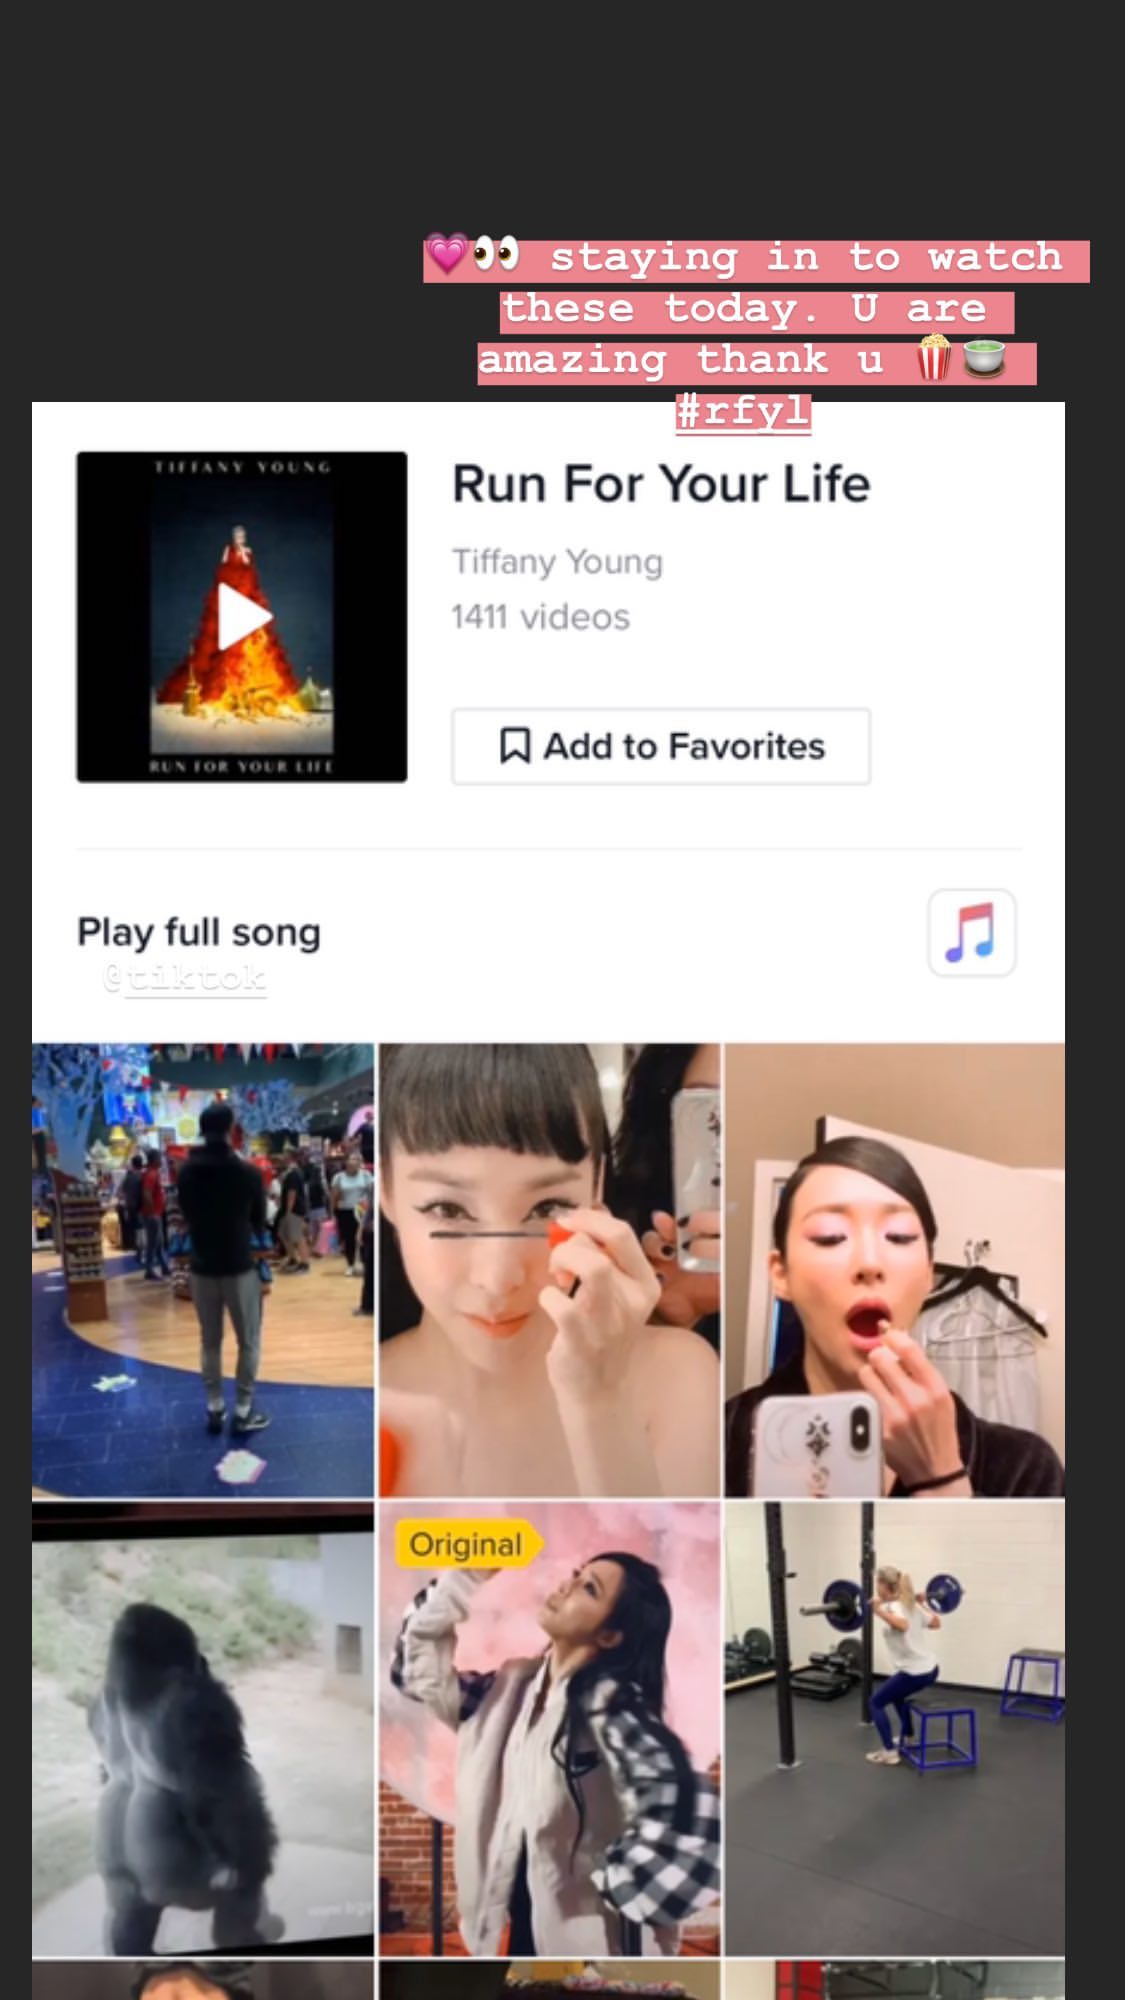 💗👀 staying in to watch
these today. U are
amazing thank u 🍿🍵
#rfyl
TIFFANY YOUNG
RUN FOR YOUR LIFE
Run For Your Life
Tiffany Young
1411 videos
Add to Favorites
Play full song
@tiktok
Original